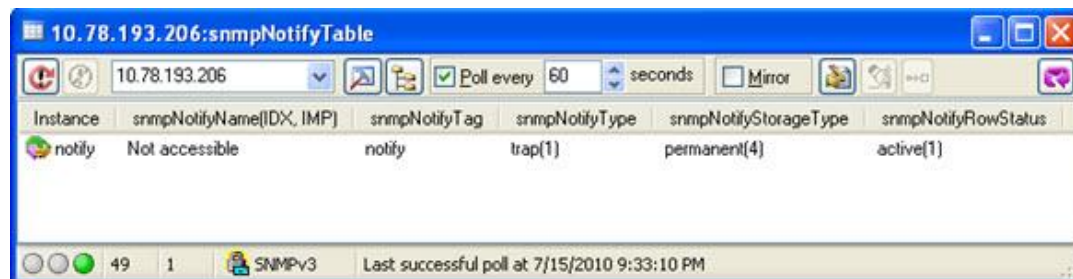 10.78.193.206:snmpNotifyTable
10.78.193.206 Poll every 60 seconds Mirror
Instance snmpNotifyName(IDX, IMP) snmpNotifyTag snmpNotifyType snmpNotifyStorageType snmpNotifyRowStatus
notify Not accessible notify trap(1) permanent(4) active(1)
49 1 SNMPv3 Last successful poll at 7/15/2010 9:33:10 PM